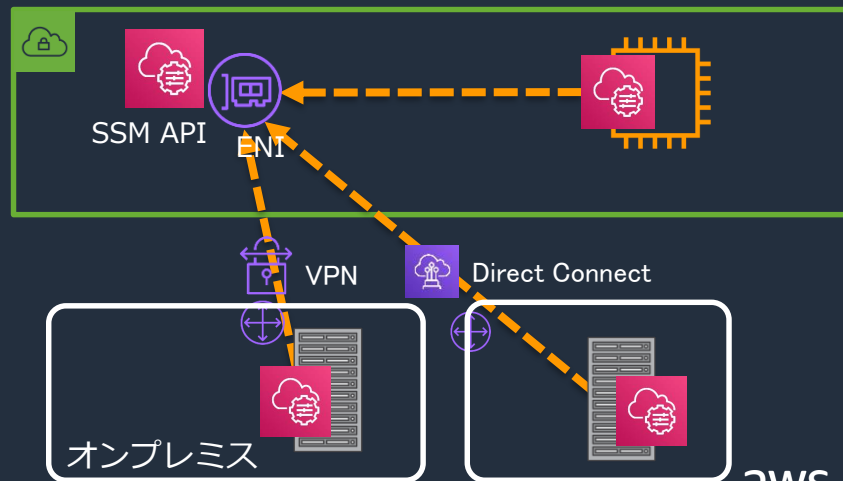 SSM API
ENI
VPN
Direct Connect
オンプレミス
aws